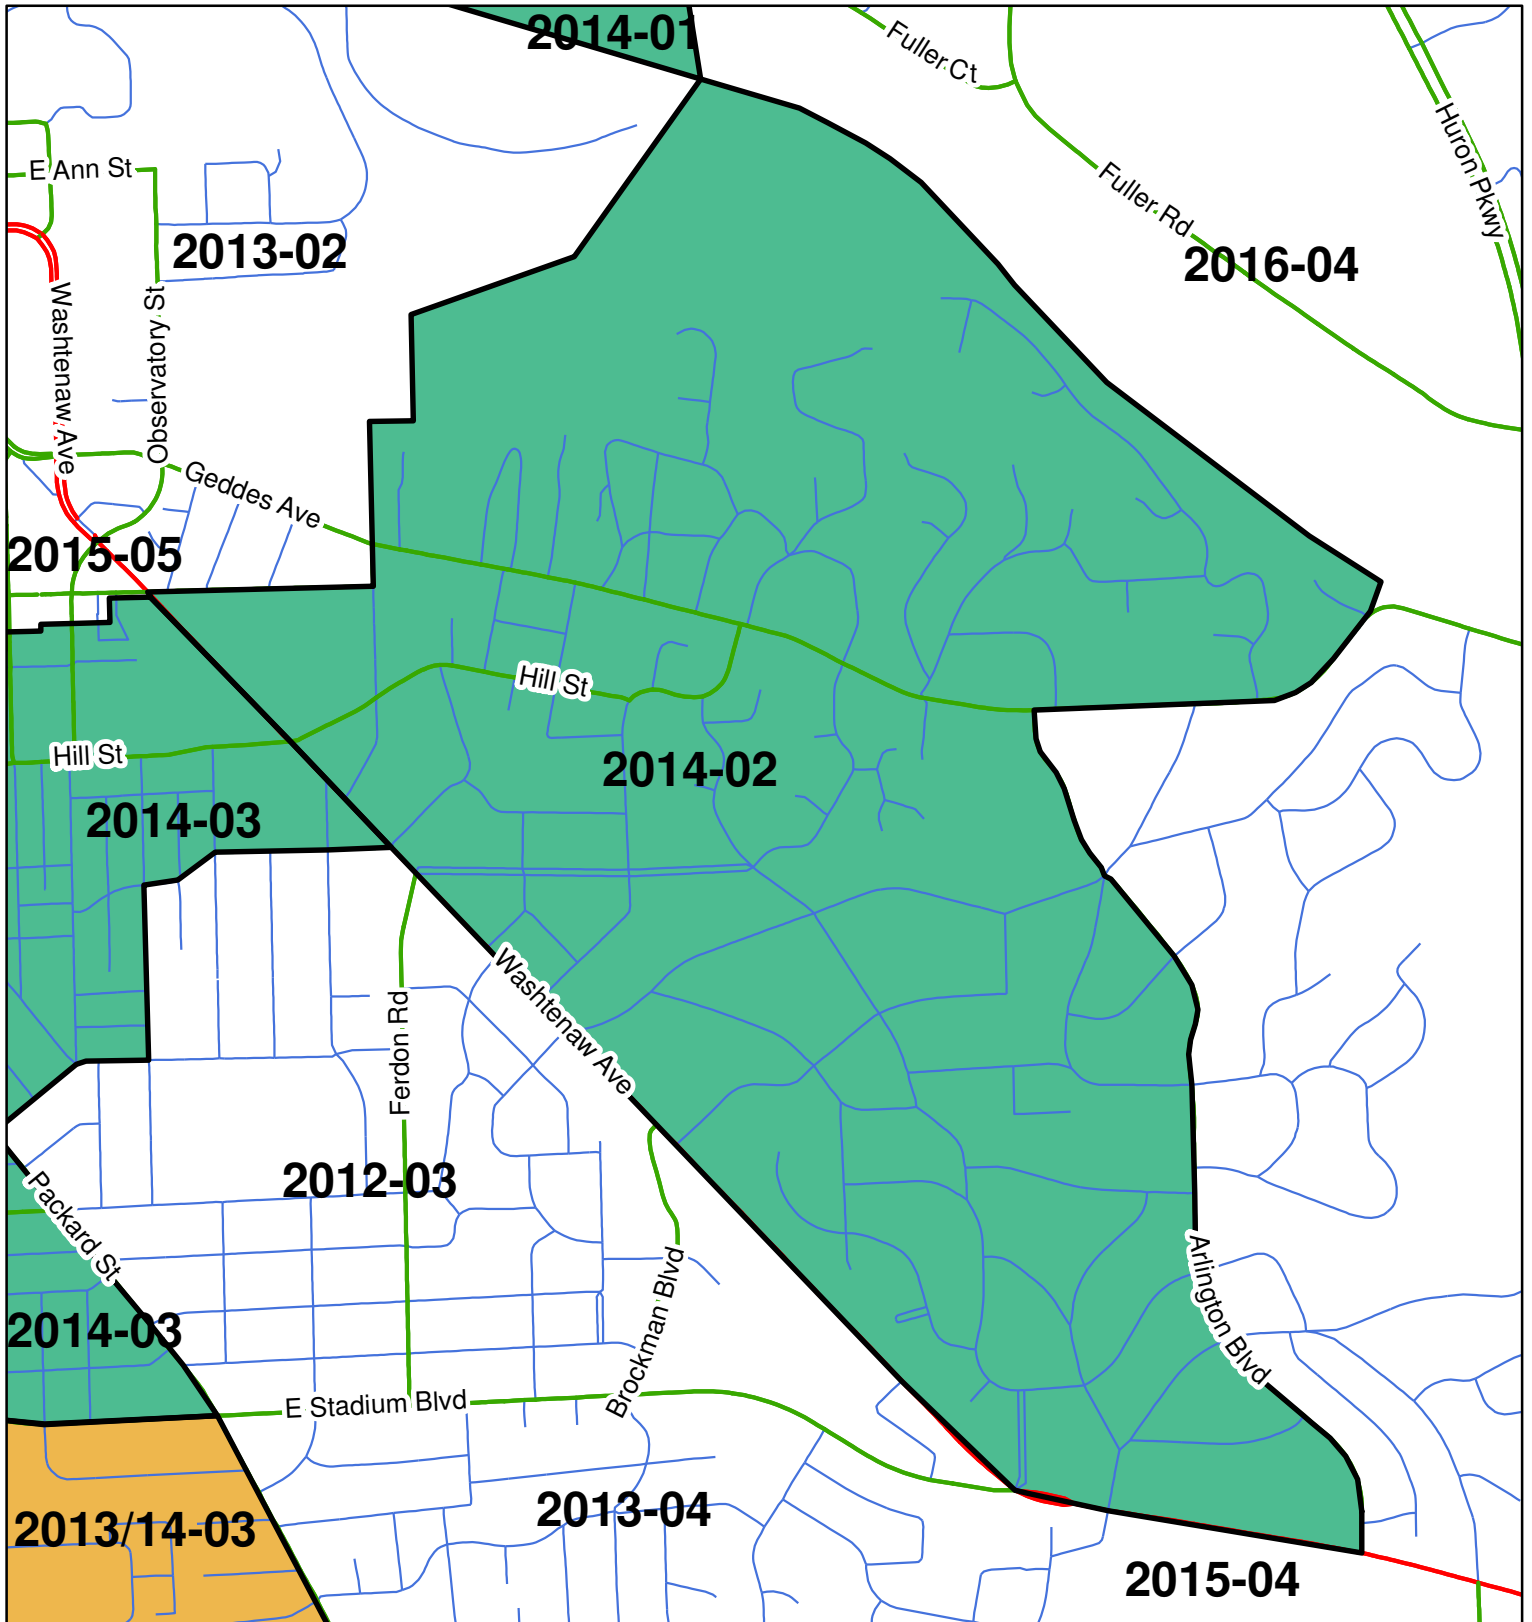 2014-01
Fuller Ct
Huron Pkwy
E Ann St
Fuller Rd
2013-02
2016-04
Washtenaw Ave
Observatory St
Geddes Ave
2015-05
Hill St
Hill St
2014-02
2014-03
Washtenaw Ave
Ferdon Rd
2012-03
Packard St
Arlington Blvd
Brockman Blvd
2014-03
E Stadium Blvd
2013/14-03
2013-04
2015-04